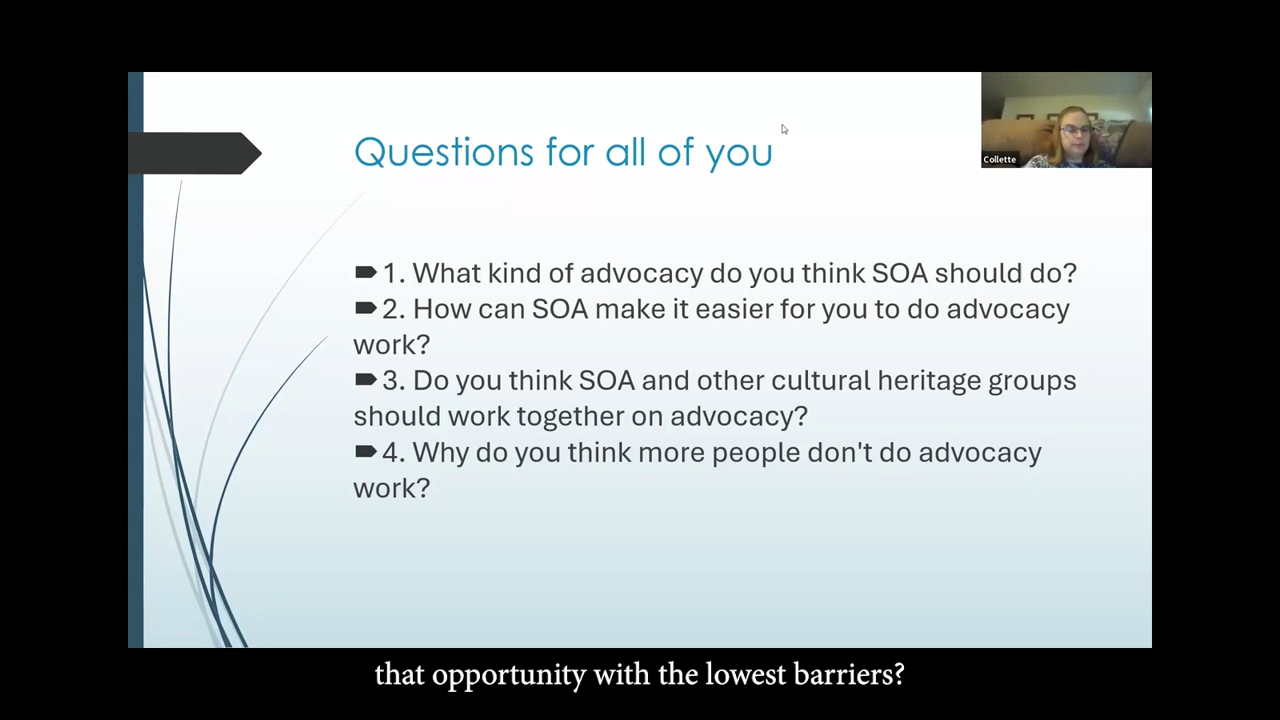 Questions for all of you
Collette
1. What kind of advocacy do you think SOA should do?
2. How can SOA make it easier for you to do advocacy
work?
3. Do you think SOA and other cultural heritage groups
should work together on advocacy?
4. Why do you think more people don't do advocacy
work?
that opportunity with the lowest barriers?